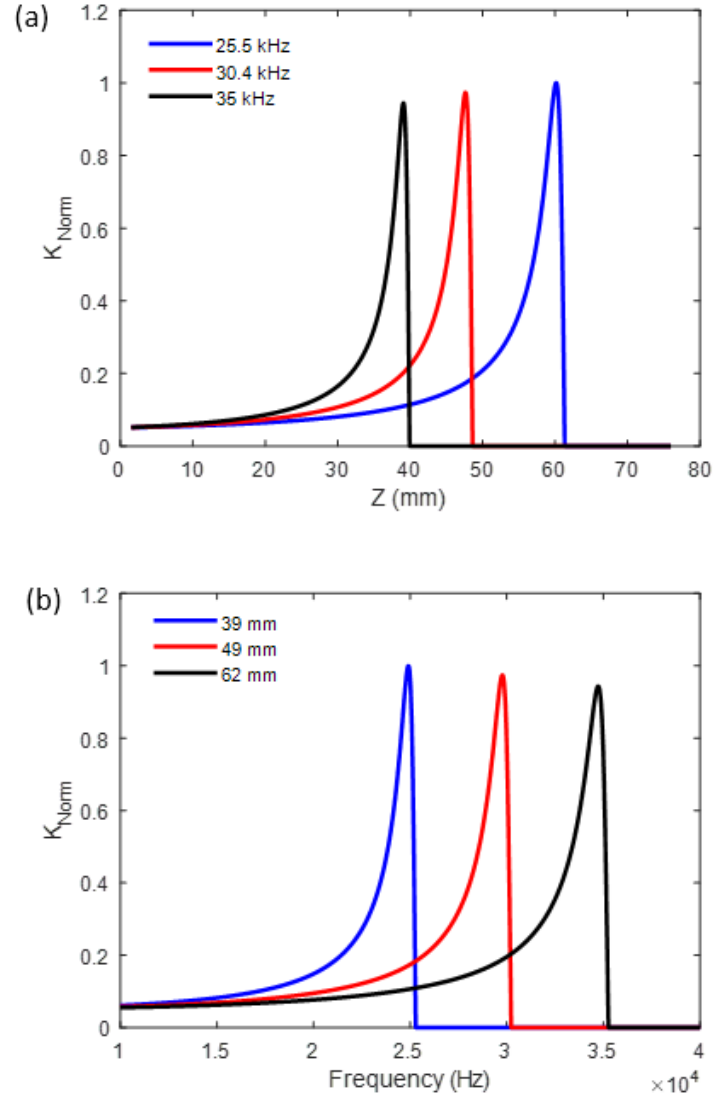 (a)
1.2
1
0.8
0.6
0.4
0.2
0
K Norm
25.5 kHz
30.4 kHz
35 kHz
0 10 20 30 40 50 60 70 80
Z (mm)
(b)
1.2
1
0.8
0.6
0.4
0.2
0
K Norm
39 mm
49 mm
62 mm
1 1.5 2 2.5 3 3.5 4
Frequency (Hz)
×10⁴